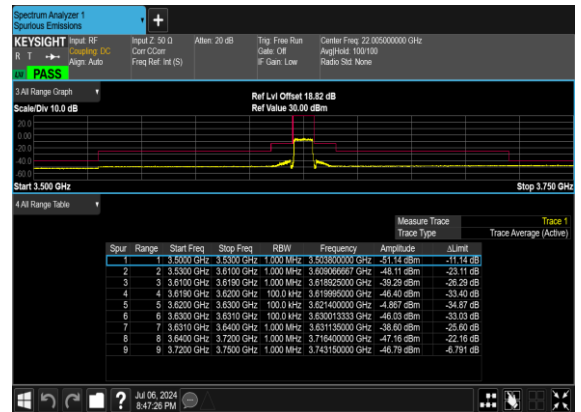 Spectrum Analyzer 1
Spurious Emissions
KEYSIGHT Input: RF Input Z: 50 Ω Atten: 20 dB Trig: Free Run Center Freq: 22.005000000 GHz
R T Coupling: DC Corr CCorr Gate: Off Avg|Hold: 100/100
Align: Auto Freq Ref: Int (S) IF Gain: Low Radio Std: None
PASS
3 All Range Graph Ref Lvl Offset 18.82 dB
Scale/Div 10.0 dB Ref Value 30.00 dBm
20.0
0.00
-20.0
-40.0
-60.0
Start 3.500 GHz Stop 3.750 GHz
4 All Range Table
Measure Trace Trace 1
Trace Type Trace Average (Active)
Spur Range Start Freq Stop Freq RBW Frequency Amplitude ΔLimit
1 1 3.5000 GHz 3.5300 GHz 1.000 MHz 3.503800000 GHz -51.14 dBm -11.14 dB
2 2 3.5300 GHz 3.6100 GHz 1.000 MHz 3.609066667 GHz -48.11 dBm -23.11 dB
3 3 3.6100 GHz 3.6190 GHz 1.000 MHz 3.618925000 GHz -39.29 dBm -26.29 dB
4 4 3.6190 GHz 3.6200 GHz 100.0 kHz 3.619995000 GHz -46.40 dBm -33.40 dB
5 5 3.6200 GHz 3.6300 GHz 100.0 kHz 3.621400000 GHz -4.867 dBm -34.87 dB
6 6 3.6300 GHz 3.6310 GHz 100.0 kHz 3.630013333 GHz -46.03 dBm -33.03 dB
7 7 3.6310 GHz 3.6400 GHz 1.000 MHz 3.631135000 GHz -38.60 dBm -25.60 dB
8 8 3.6400 GHz 3.7200 GHz 1.000 MHz 3.716400000 GHz -47.16 dBm -22.16 dB
9 9 3.7200 GHz 3.7500 GHz 1.000 MHz 3.743150000 GHz -46.79 dBm -6.791 dB
? Jul 06, 2024
8:47:26 PM